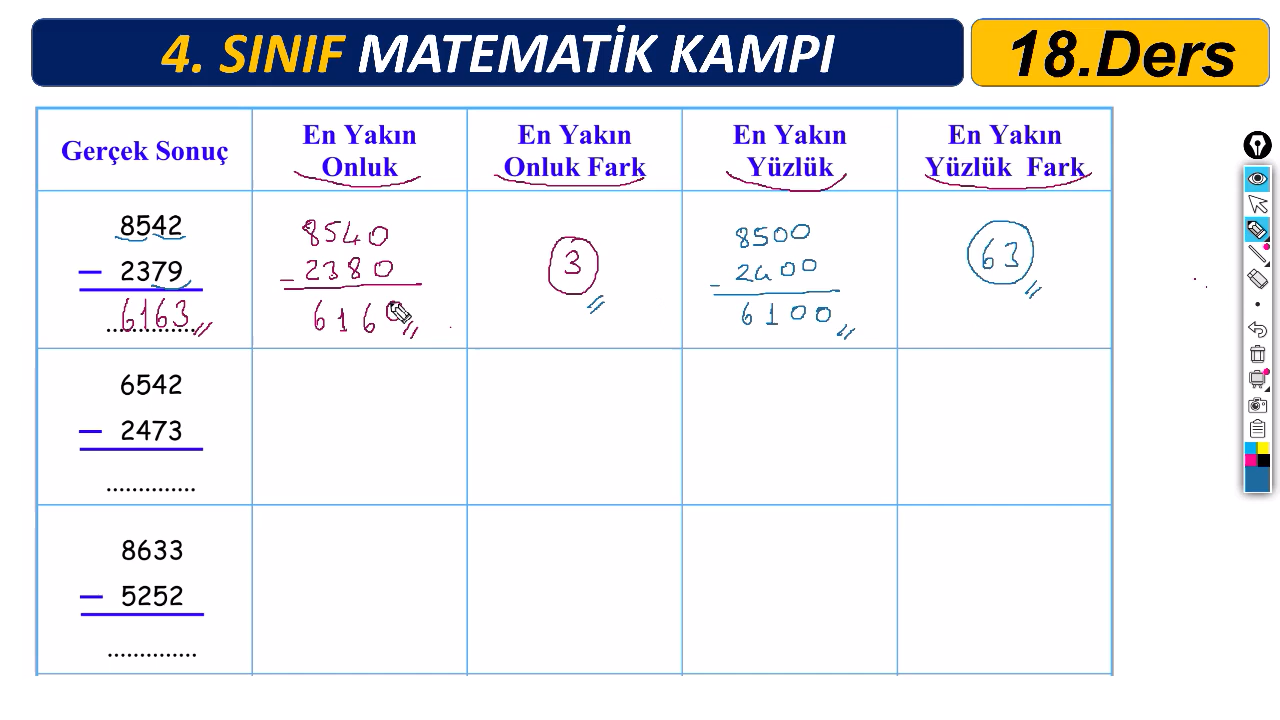 4. SINIF MATEMATİK KAMPI
18.Ders
Gerçek Sonuç
En Yakın
Onluk
En Yakın
Onluk Fark
En Yakın
Yüzlük
En Yakın
Yüzlük Fark
8542
— 2379
6163
8540
- 2380
6160
3
8500
- 2400
6100
63
6542
— 2473
..............
8633
— 5252
..............